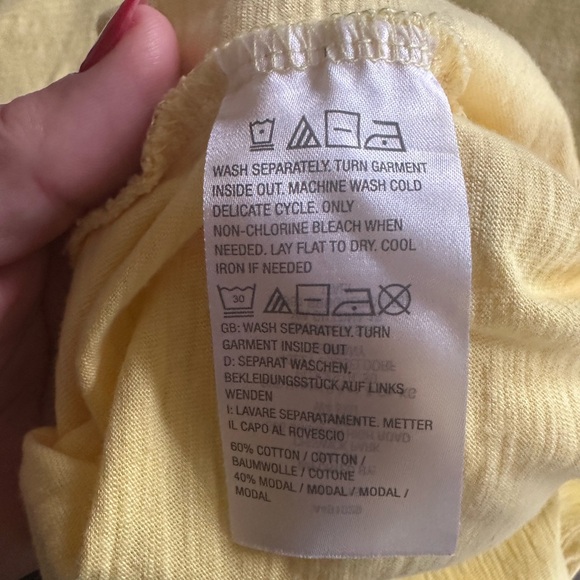 WASH SEPARATELY. TURN GARMENT
INSIDE OUT. MACHINE WASH COLD
DELICATE CYCLE. ONLY
NON-CHLORINE BLEACH WHEN
NEEDED. LAY FLAT TO DRY. COOL
IRON IF NEEDED
30
GB: WASH SEPARATELY. TURN
GARMENT INSIDE OUT
D: SEPARAT WASCHEN,
BEKLEIDUNGSSTÜCK AUF LINKS
WENDEN
I: LAVARE SEPARATAMENTE. METTER
IL CAPO AL ROVESCIO
60% COTTON / COTTON /
BAUMWOLLE / COTONE
40% MODAL / MODAL / MODAL /
MODAL